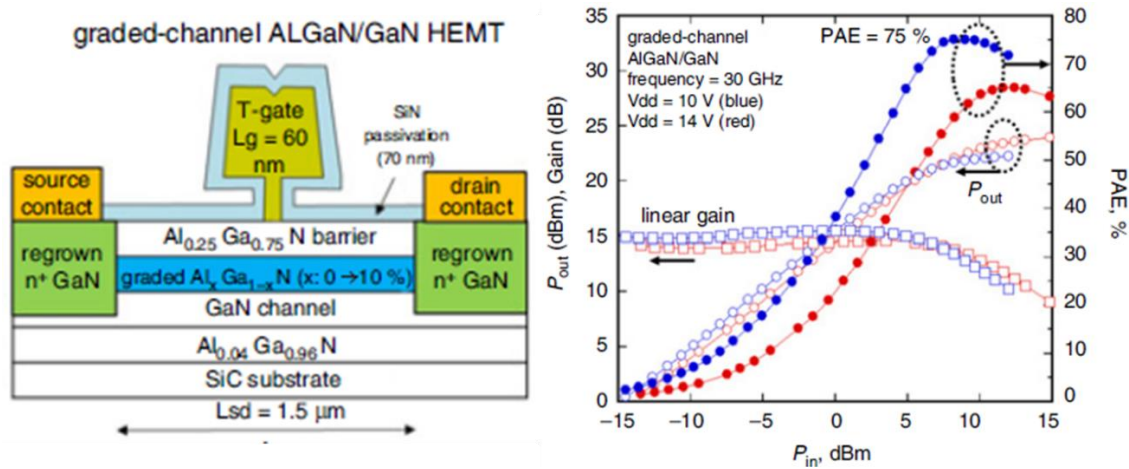 graded-channel ALGaN/GaN HEMT
T-gate
Lg = 60
nm
SiN
passivation
(70 nm)
source
contact
drain
contact
Al0.25 Ga0.75 N barrier
regrown
n+ GaN
graded AlxGa1−xN (x: 0→10 %)
regrown
n+ GaN
GaN channel
Al0.04 Ga0.96 N
SiC substrate
Lsd = 1.5 μm
Pout (dBm), Gain (dB)
35
30
25
20
15
10
5
0
graded-channel
AlGaN/GaN
frequency = 30 GHz
Vdd = 10 V (blue)
Vdd = 14 V (red)
PAE = 75 %
Pout
linear gain
80
70
60
50
40
30
20
10
0
PAE, %
−15
−10
−5
0
5
10
15
Pin, dBm